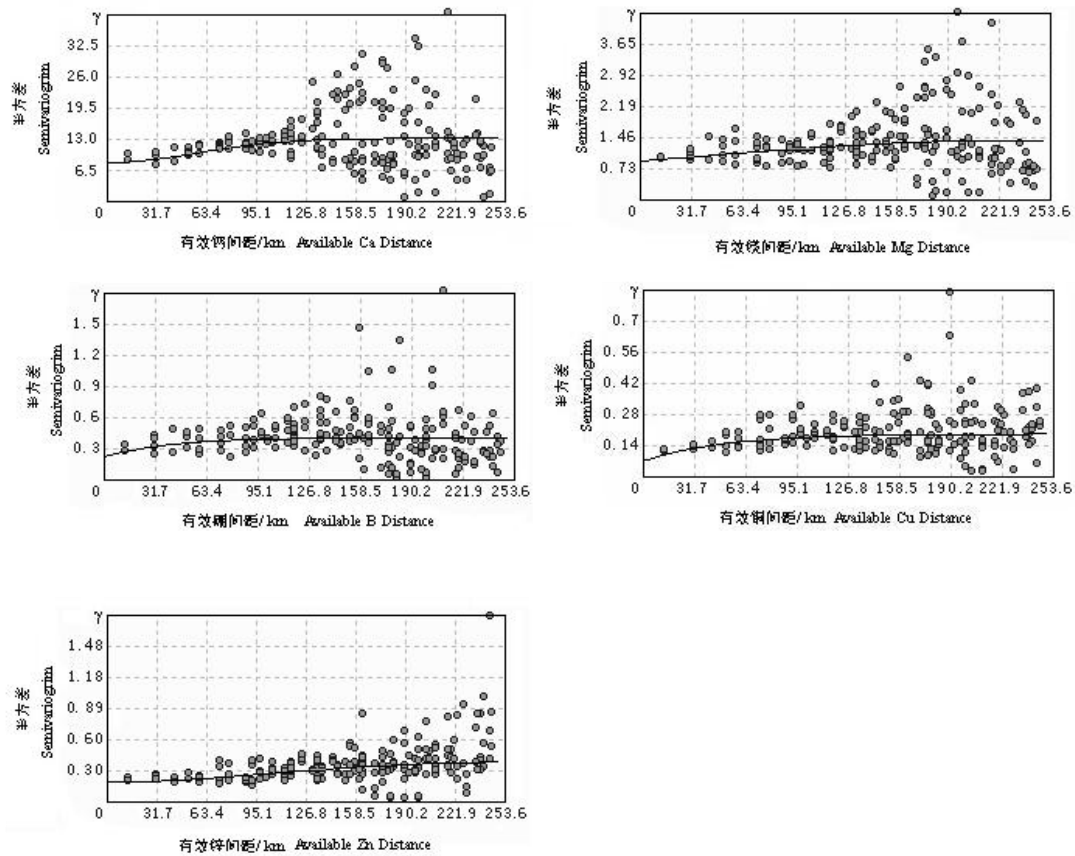 γ
32.5
26.0
19.5
13.0
6.5
半方差
Semivariogrim
0 31.7 63.4 95.1 126.8 158.5 190.2 221.9 253.6
有效钙间距/km Available Ca Distance
γ
3.65
2.92
2.19
1.46
0.73
半方差
Semivariogrim
0 31.7 63.4 95.1 126.8 158.5 190.2 221.9 253.6
有效镁间距/km Available Mg Distance
γ
1.5
1.2
0.9
0.6
0.3
半方差
Semivariogrim
0 31.7 63.4 95.1 126.8 158.5 190.2 221.9 253.6
有效硼间距/km Available B Distance
γ
0.7
0.56
0.42
0.28
0.14
半方差
Semivariogrim
0 31.7 63.4 95.1 126.8 158.5 190.2 221.9 253.6
有效铜间距/km Available Cu Distance
γ
1.48
1.18
0.89
0.60
0.30
半方差
Semivariogrim
0 31.7 63.4 95.1 126.8 158.5 190.2 221.9 253.6
有效锌间距/km Available Zn Distance